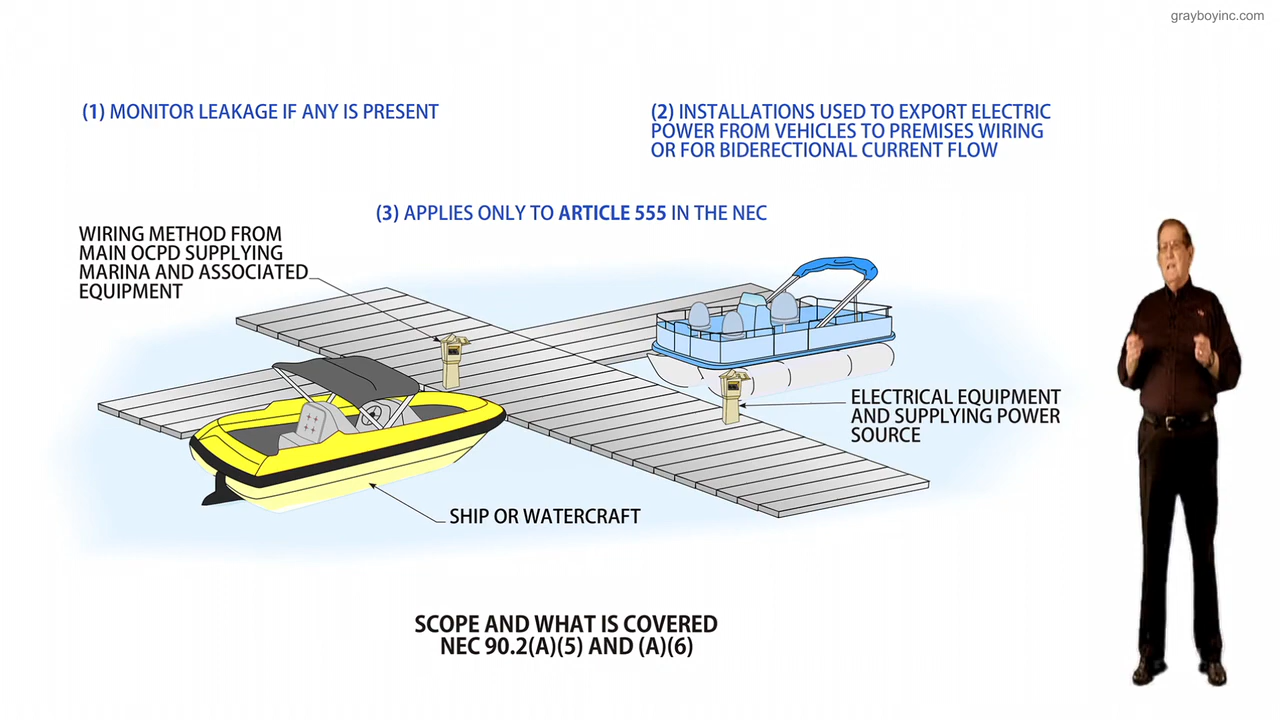 grayboyinc.com
(1) MONITOR LEAKAGE IF ANY IS PRESENT
(2) INSTALLATIONS USED TO EXPORT ELECTRIC
POWER FROM VEHICLES TO PREMISES WIRING
OR FOR BIDERECTIONAL CURRENT FLOW
(3) APPLIES ONLY TO ARTICLE 555 IN THE NEC
WIRING METHOD FROM
MAIN OCPD SUPPLYING
MARINA AND ASSOCIATED
EQUIPMENT
ELECTRICAL EQUIPMENT
AND SUPPLYING POWER
SOURCE
SHIP OR WATERCRAFT
SCOPE AND WHAT IS COVERED
NEC 90.2(A)(5) AND (A)(6)